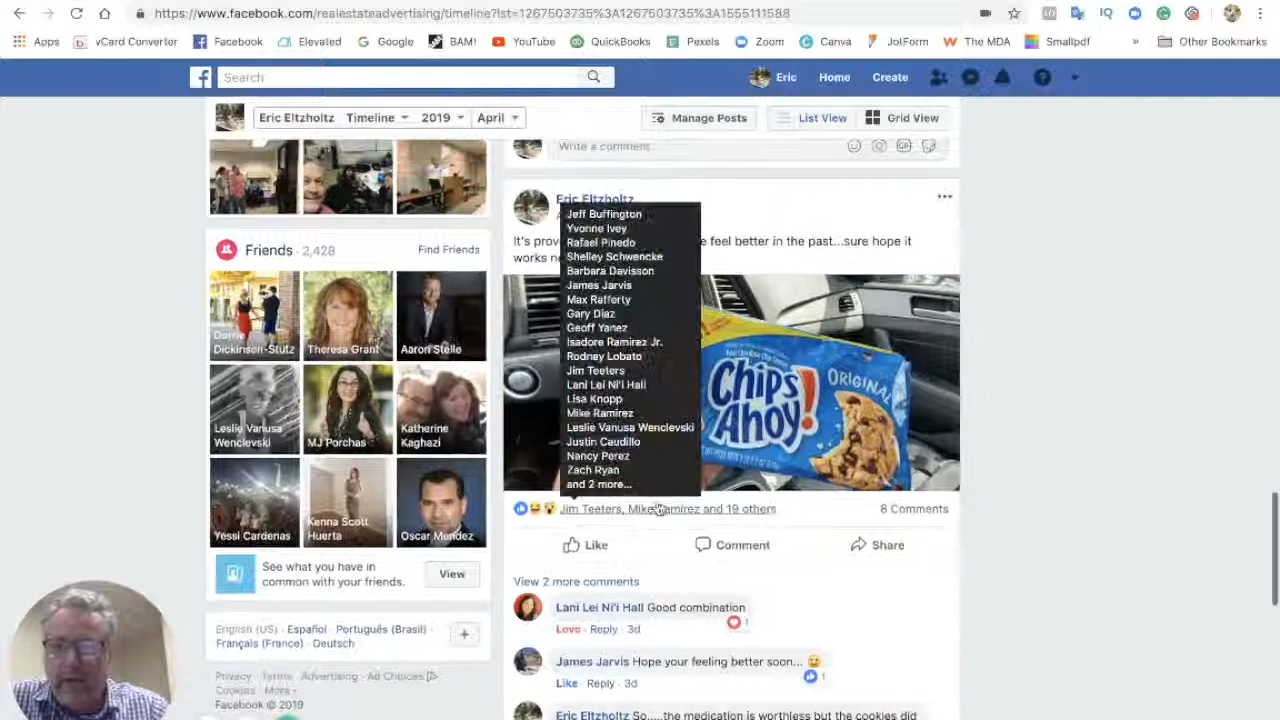 https://www.facebook.com/realestateadvertising/timeline?lst=1267503735%3A1267503735%3A1555111588
Apps vCard Converter Facebook Elevated Google BAM! YouTube QuickBooks Pexels Zoom Canva JotForm The MDA Smallpdf » Other Bookmarks
Search
Eric Home Create
Eric Eltzholtz Timeline 2019 April
Manage Posts List View Grid View
Write a comment
Friends · 2,428 Find Friends
Dickinson-Stutz
Theresa Grant
Aaron Stelle
Leslie Vanusa
Wenclevski
MJ Porchas
Katherine
Kaghazi
Yessi Cardenas
Kenna Scott
Huerta
Oscar Mendez
See what you have in
common with your friends.
View
English (US) · Español · Português (Brasil) ·
Français (France) · Deutsch
Privacy · Terms · Advertising · Ad Choices
Cookies · More
Facebook © 2019
Eric Eltzholtz
It's prov
e feel better in the past...sure hope it
works n
Jeff Buffington
Yvonne Ivey
Rafael Pinedo
Shelley Schwencke
Barbara Davisson
James Jarvis
Max Rafferty
Gary Diaz
Geoff Yanez
Isadore Ramirez Jr.
Rodney Lobato
Jim Teeters
Lani Lei Ni'i Hall
Lisa Knopp
Mike Ramirez
Leslie Vanusa Wenclevski
Justin Caudillo
Nancy Perez
Zach Ryan
and 2 more...
Chips
Ahoy!
ORIGINAL
Jim Teeters, Mike Ramirez and 19 others
8 Comments
Like Comment Share
View 2 more comments
Lani Lei Ni'i Hall Good combination
1
Love · Reply · 3d
James Jarvis Hope your feeling better soon...
1
Like · Reply · 3d
Eric Eltzholtz So.....the medication is worthless but the cookies did